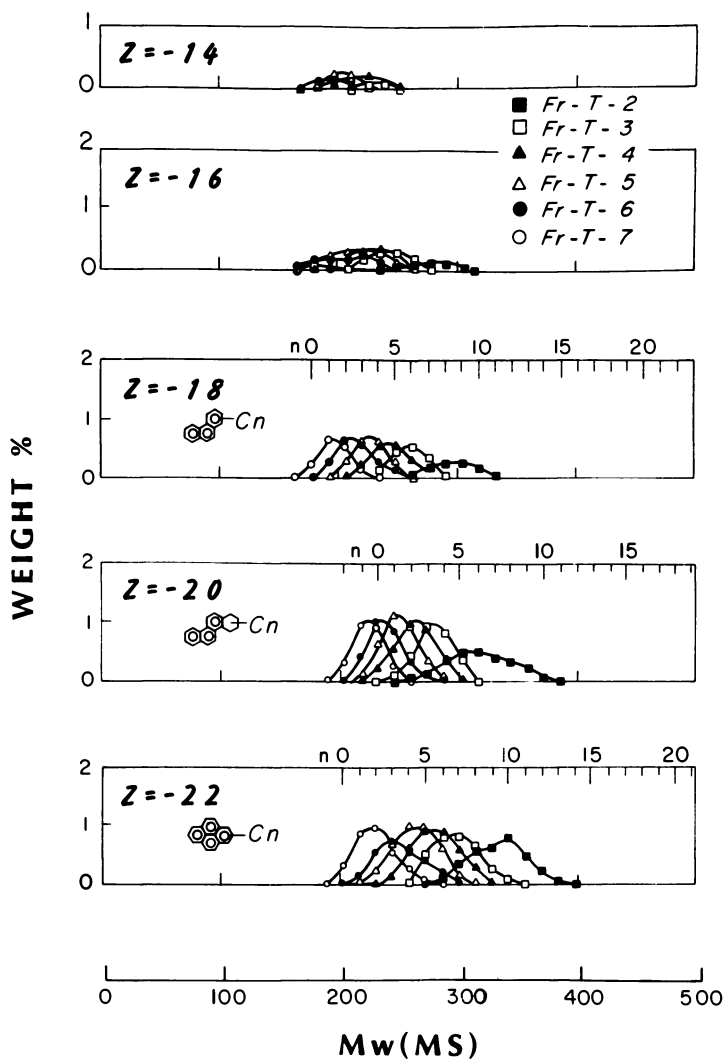 1
0
Z=-14
Fr-T-2
Fr-T-3
Fr-T-4
Fr-T-5
Fr-T-6
Fr-T-7
2
1
0
Z=-16
n 0 5 10 15 20
2
1
0
Z=-18
Cn
n 0 5 10 15
2
1
0
Z=-20
Cn
n 0 5 10 15 20
2
1
0
Z=-22
Cn
WEIGHT %
0 100 200 300 400 500
Mw(MS)